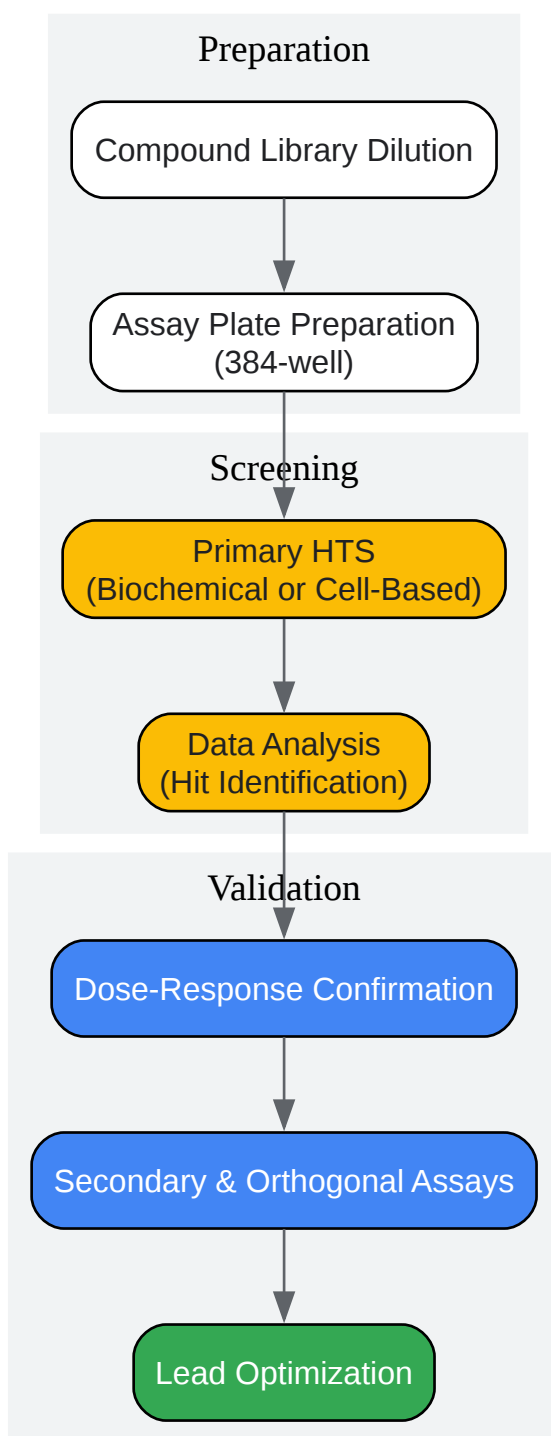 Preparation
Compound Library Dilution
Assay Plate Preparation
(384-well)
Screening
Primary HTS
(Biochemical or Cell-Based)
Data Analysis
(Hit Identification)
Validation
Dose-Response Confirmation
Secondary & Orthogonal Assays
Lead Optimization